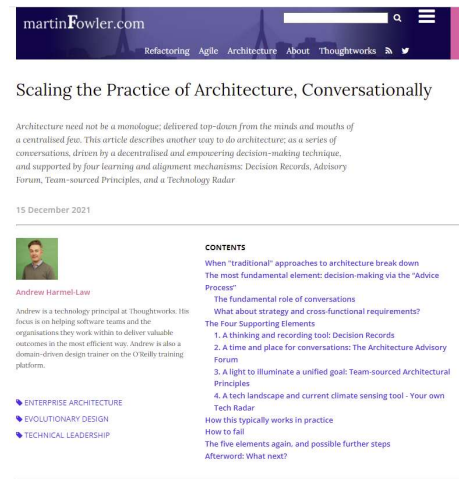 martinFowler.com
Refactoring Agile Architecture About Thoughtworks
Scaling the Practice of Architecture, Conversationally
Architecture need not be a monologue; delivered top-down from the minds and mouths of
a centralised few. This article describes another way to do architecture; as a series of
conversations, driven by a decentralised and empowering decision-making technique,
and supported by four learning and alignment mechanisms: Decision Records, Advisory
Forum, Team-sourced Principles, and a Technology Radar
15 December 2021
Andrew Harmel-Law
Andrew is a technology principal at Thoughtworks. His
focus is on helping software teams and the
organisations they work within to deliver valuable
outcomes in the most efficient way. Andrew is also a
domain-driven design trainer on the O'Reilly training
platform.
ENTERPRISE ARCHITECTURE
EVOLUTIONARY DESIGN
TECHNICAL LEADERSHIP
CONTENTS
When "traditional" approaches to architecture break down
The most fundamental element: decision-making via the "Advice
Process"
The fundamental role of conversations
What about strategy and cross-functional requirements?
The Four Supporting Elements
1. A thinking and recording tool: Decision Records
2. A time and place for conversations: The Architecture Advisory
Forum
3. A light to illuminate a unified goal: Team-sourced Architectural
Principles
4. A tech landscape and current climate sensing tool - Your own
Tech Radar
How this typically works in practice
How to fail
The five elements again, and possible further steps
Afterword: What next?